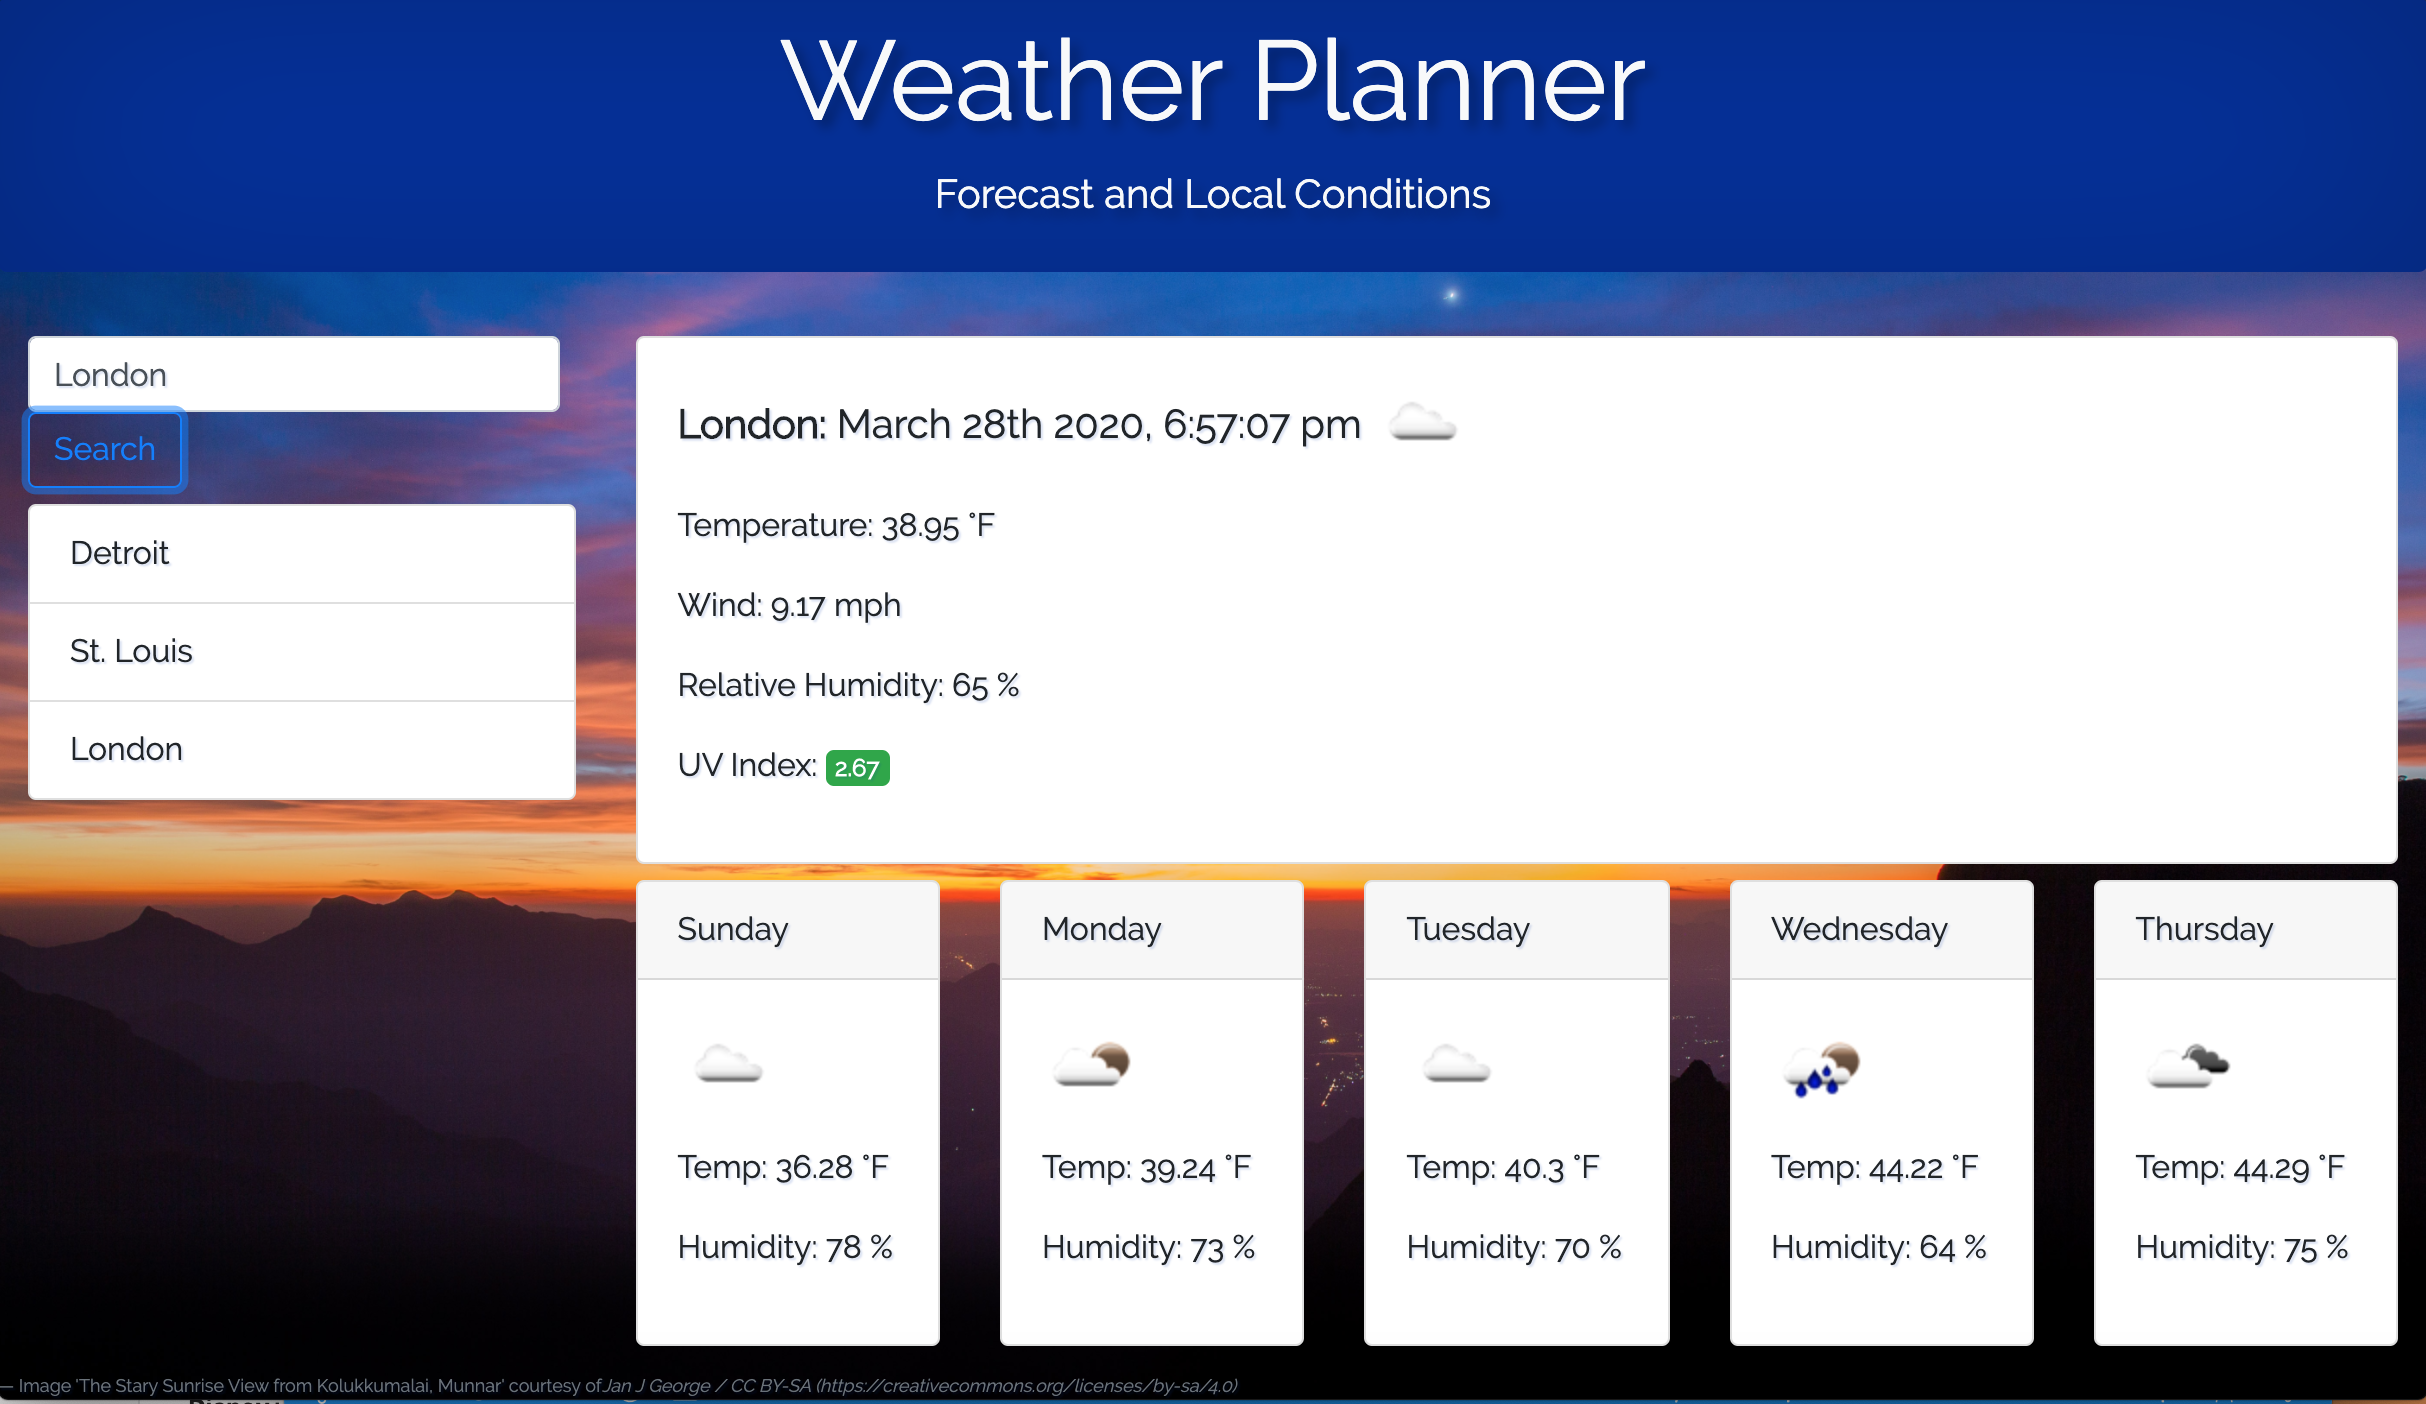 Weather Planner
Forecast and Local Conditions
London
Search
Detroit
St. Louis
London
London: March 28th 2020, 6:57:07 pm
Temperature: 38.95 °F
Wind: 9.17 mph
Relative Humidity: 65 %
UV Index: 2.67
Sunday
Temp: 36.28 °F
Humidity: 78 %
Monday
Temp: 39.24 °F
Humidity: 73 %
Tuesday
Temp: 40.3 °F
Humidity: 70 %
Wednesday
Temp: 44.22 °F
Humidity: 64 %
Thursday
Temp: 44.29 °F
Humidity: 75 %
— Image 'The Stary Sunrise View from Kolukkumalai, Munnar' courtesy ofJan J George / CC BY-SA (https://creativecommons.org/licenses/by-sa/4.0)